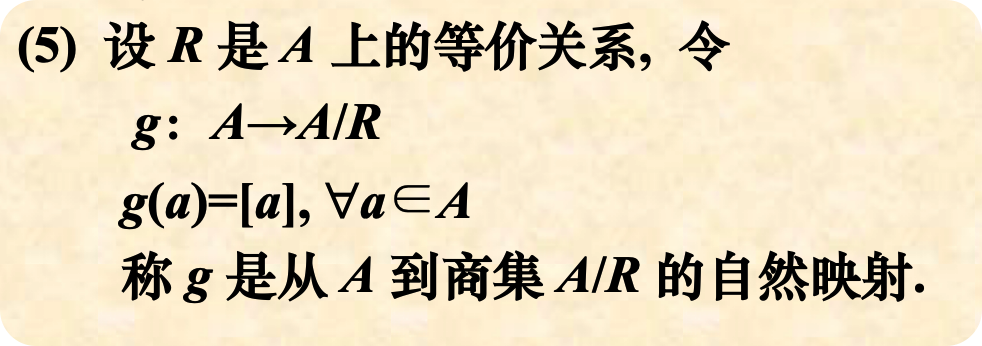 (5) 设 R 是 A 上的等价关系, 令
g: A→A/R
g(a)=[a], ∀a∈A
称 g 是从 A 到商集 A/R 的自然映射.